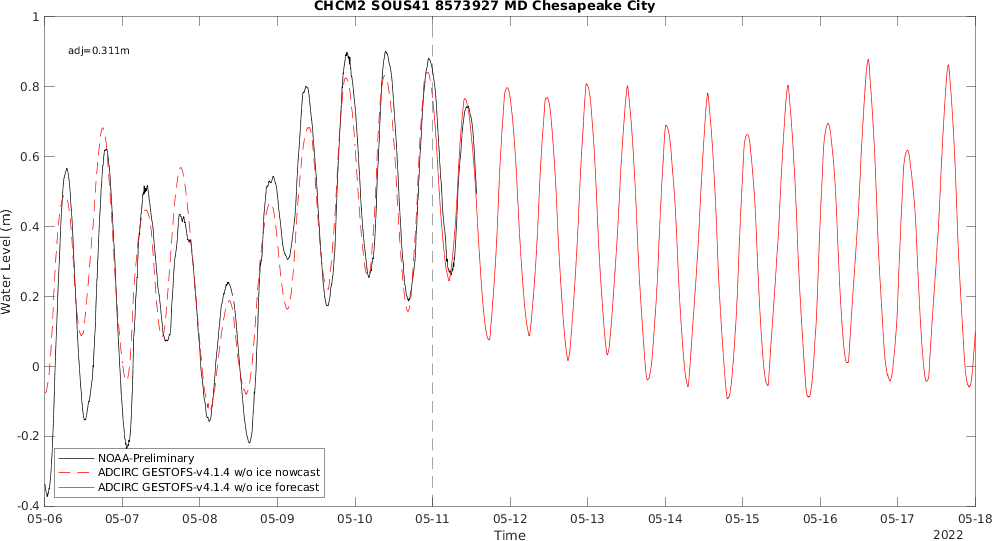 CHCM2 SOUS41 8573927 MD Chesapeake City
adj=0.311m
Water Level (m)
1
0.8
0.6
0.4
0.2
0
-0.2
-0.4
NOAA-Preliminary
ADCIRC GESTOFS-v4.1.4 w/o ice nowcast
ADCIRC GESTOFS-v4.1.4 w/o ice forecast
05-06 05-07 05-08 05-09 05-10 05-11 05-12 05-13 05-14 05-15 05-16 05-17 05-18
Time
2022